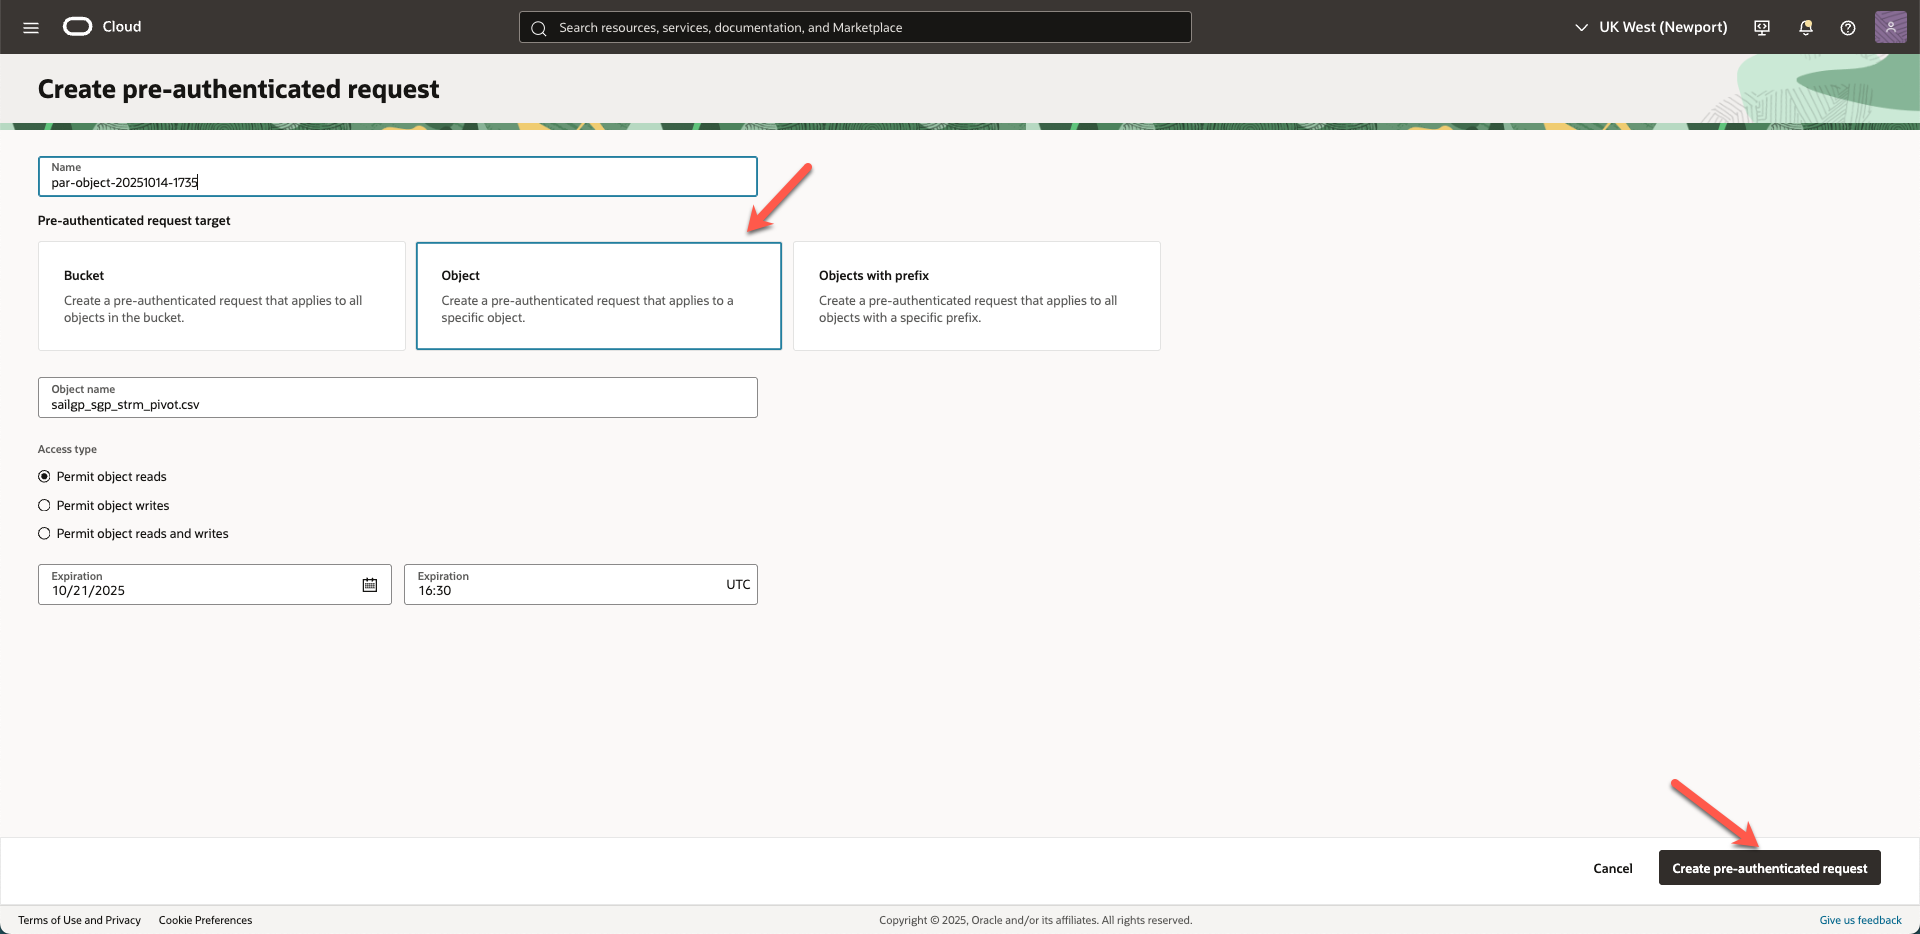 Cloud
Search resources, services, documentation, and Marketplace
UK West (Newport)
Create pre-authenticated request
Name
par-object-20251014-1735
Pre-authenticated request target
Bucket
Create a pre-authenticated request that applies to all
objects in the bucket.
Object
Create a pre-authenticated request that applies to a
specific object.
Objects with prefix
Create a pre-authenticated request that applies to all
objects with a specific prefix.
Object name
sailgp_sgp_strm_pivot.csv
Access type
Permit object reads
Permit object writes
Permit object reads and writes
Expiration
10/21/2025
Expiration
16:30
UTC
Cancel
Create pre-authenticated request
Terms of Use and Privacy
Cookie Preferences
Copyright © 2025, Oracle and/or its affiliates. All rights reserved.
Give us feedback